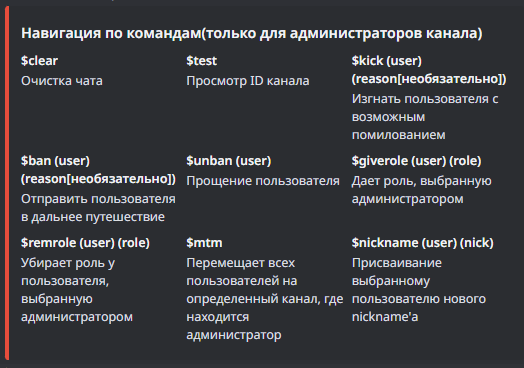 Навигация по командам(только для администраторов канала)
$clear
Очистка чата
$test
Просмотр ID канала
$kick (user)
(reason[необязательно])
Изгнать пользователя с
возможным
помилованием
$ban (user)
(reason[необязательно])
Отправить пользователя
в дальнее путешествие
$unban (user)
Прощение пользователя
$giverole (user) (role)
Дает роль, выбранную
администратором
$remrole (user) (role)
Убирает роль у
пользователя,
выбранную
администратором
$mtm
Перемещает всех
пользователей на
определенный канал, где
находится
администратор
$nickname (user) (nick)
Присваивание
выбранному
пользователю нового
nickname'a